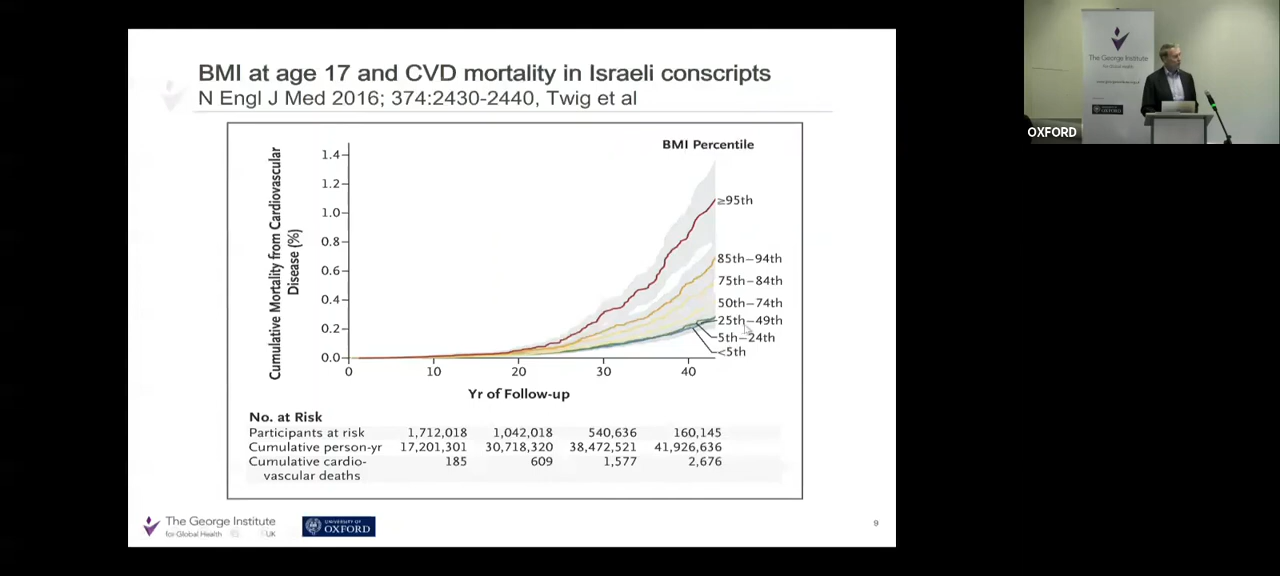 BMI at age 17 and CVD mortality in Israeli conscripts
N Engl J Med 2016; 374:2430-2440, Twig et al
Cumulative Mortality from Cardiovascular
Disease (%)
BMI Percentile
1.4
1.2
1.0
0.8
0.6
0.4
0.2
0.0
≥95th
85th–94th
75th–84th
50th–74th
25th–49th
5th–24th
<5th
0 10 20 30 40
Yr of Follow-up
No. at Risk
Participants at risk 1,712,018 1,042,018 540,636 160,145
Cumulative person-yr 17,201,301 30,718,320 38,472,521 41,926,636
Cumulative cardio- 185 609 1,577 2,676
vascular deaths
The George Institute
for Global Health UK
UNIVERSITY OF
OXFORD
9
The George Institute
for Global Health
OXFORD
OXFORD